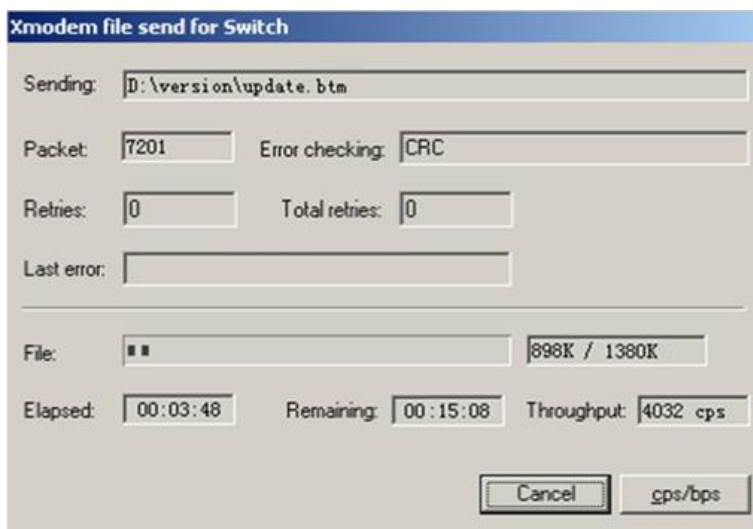 Xmodem file send for Switch
Sending: D:\version\update.btm
Packet: 7201 Error checking: CRC
Retries: 0 Total retries: 0
Last error:
File: 898K / 1380K
Elapsed: 00:03:48 Remaining: 00:15:08 Throughput: 4032 cps
Cancel cps/bps